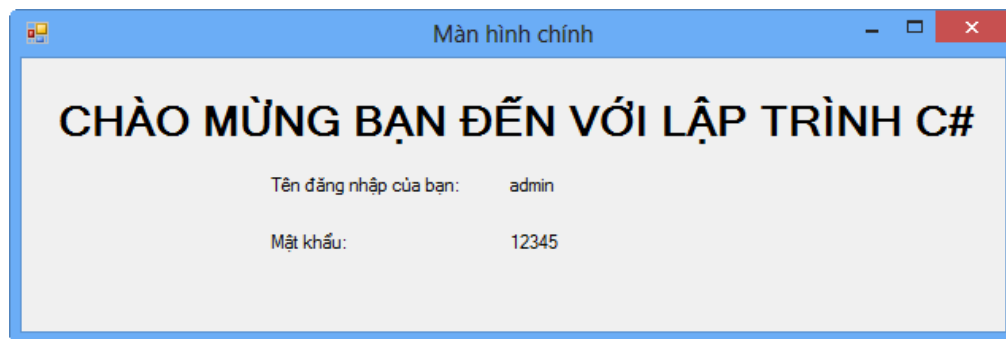 Màn hình chính
CHÀO MỪNG BẠN ĐẾN VỚI LẬP TRÌNH C#
Tên đăng nhập của bạn: admin
Mật khẩu: 12345